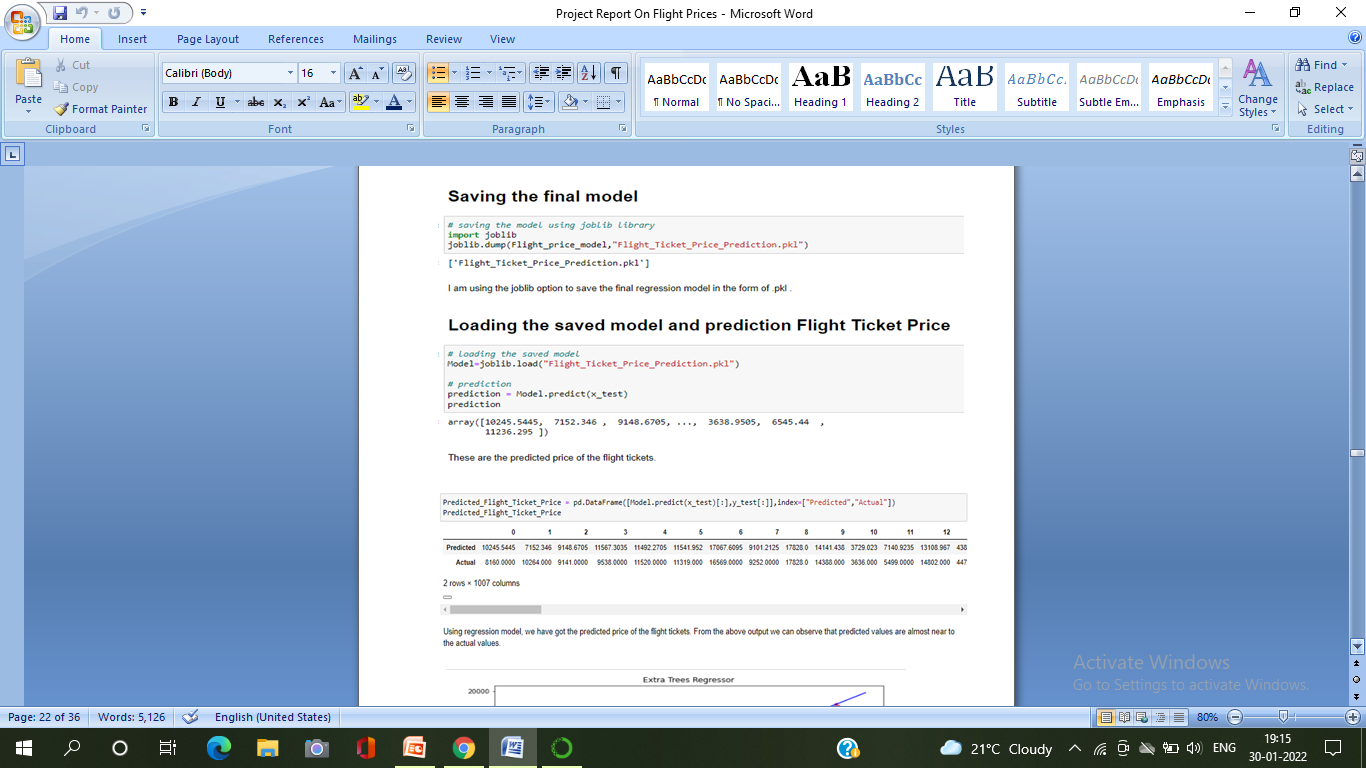 Project Report On Flight Prices - Microsoft Word
Home Insert Page Layout References Mailings Review View
Paste
Cut
Copy
Format Painter
Clipboard
Calibri (Body) 16
B I U abc x₂ x² Aa
Font
Paragraph
AaBbCcDc AaBbCcDc AaB AaBbCc AaB AaBbCc. AaBbCcDc AaBbCcDc
¶ Normal ¶ No Spaci... Heading 1 Heading 2 Title Subtitle Subtle Em... Emphasis
Change Styles
Styles
Find
Replace
Select
Editing
Saving the final model
# saving the model using joblib library
import joblib
joblib.dump(Flight_price_model,"Flight_Ticket_Price_Prediction.pkl")
['Flight_Ticket_Price_Prediction.pkl']
I am using the joblib option to save the final regression model in the form of .pkl .
Loading the saved model and prediction Flight Ticket Price
# Loading the saved model
Model=joblib.load("Flight_Ticket_Price_Prediction.pkl")
# prediction
prediction = Model.predict(x_test)
prediction
array([10245.5445, 7152.346 , 9148.6705, ..., 3638.9505, 6545.44 ,
11236.295 ])
These are the predicted price of the flight tickets.
Predicted_Flight_Ticket_Price = pd.DataFrame([Model.predict(x_test)[:],y_test[:]],index=["Predicted","Actual"])
Predicted_Flight_Ticket_Price
0 1 2 3 4 5 6 7 8 9 10 11 12
Predicted 10245.5445 7152.346 9148.6705 11567.3035 11492.2705 11541.952 17067.6095 9101.2125 17828.0 14141.438 3729.023 7140.9235 13108.967 438
Actual 8160.0000 10264.000 9141.0000 9538.0000 11520.0000 11319.000 16569.0000 9252.0000 17828.0 14388.000 3636.000 5499.0000 14802.000 447
2 rows × 1007 columns
Using regression model, we have got the predicted price of the flight tickets. From the above output we can observe that predicted values are almost near to
the actual values.
Extra Trees Regressor
20000
Activate Windows
Go to Settings to activate Windows.
Page: 22 of 36 Words: 5,126 English (United States) 80%
21°C Cloudy ENG 19:15
30-01-2022